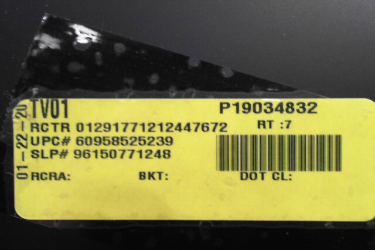 01-22-20
TV01 P19034832
RCTR 01291771212447672 RT :7
UPC# 60958525239
SLP# 96150771248
RCRA: BKT: DOT CL: